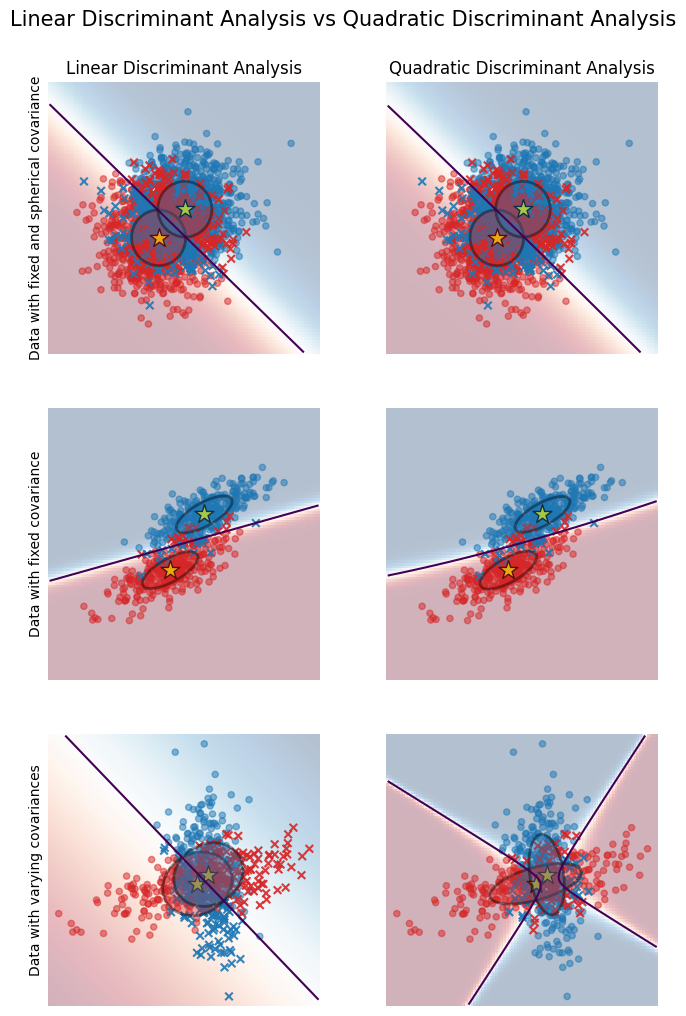 Linear Discriminant Analysis vs Quadratic Discriminant Analysis
Linear Discriminant Analysis
Quadratic Discriminant Analysis
Data with fixed and spherical covariance
Data with fixed covariance
Data with varying covariances